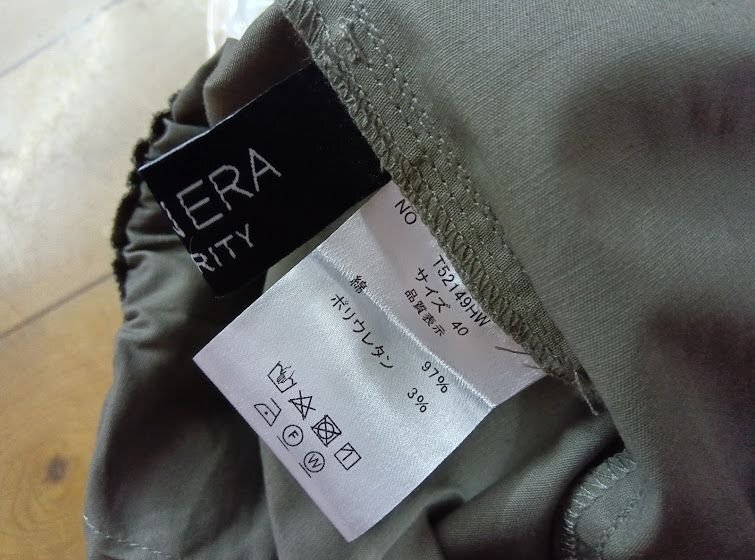 NERA
RITY
NO T52149HW
サイズ 40
品質表示
綿 97%
ポリウレタン 3%
F
W